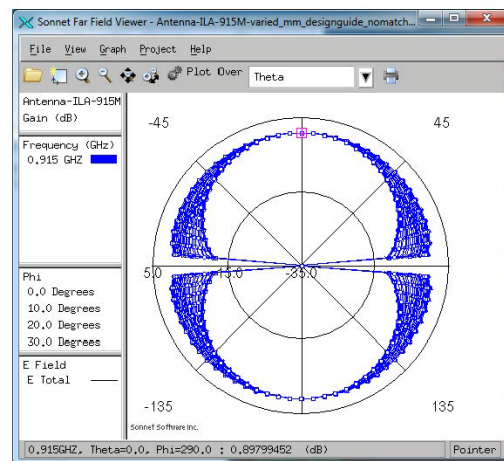 Sonnet Far Field Viewer - Antenna-ILA-915M-varied_mm_designguide_nomatch...
File View Graph Project Help
Plot Over Theta
Antenna-ILA-915M
Gain (dB)
Frequency (GHz)
0.915 GHZ
Phi
0.0 Degrees
10.0 Degrees
20.0 Degrees
30.0 Degrees
E Field
E Total
-45
45
5.0
-15.0
-35.0
-135
135
Sonnet Software Inc.
0.915GHZ, Theta=0.0, Phi=290.0 : 0.89799452 (dB)
Pointer